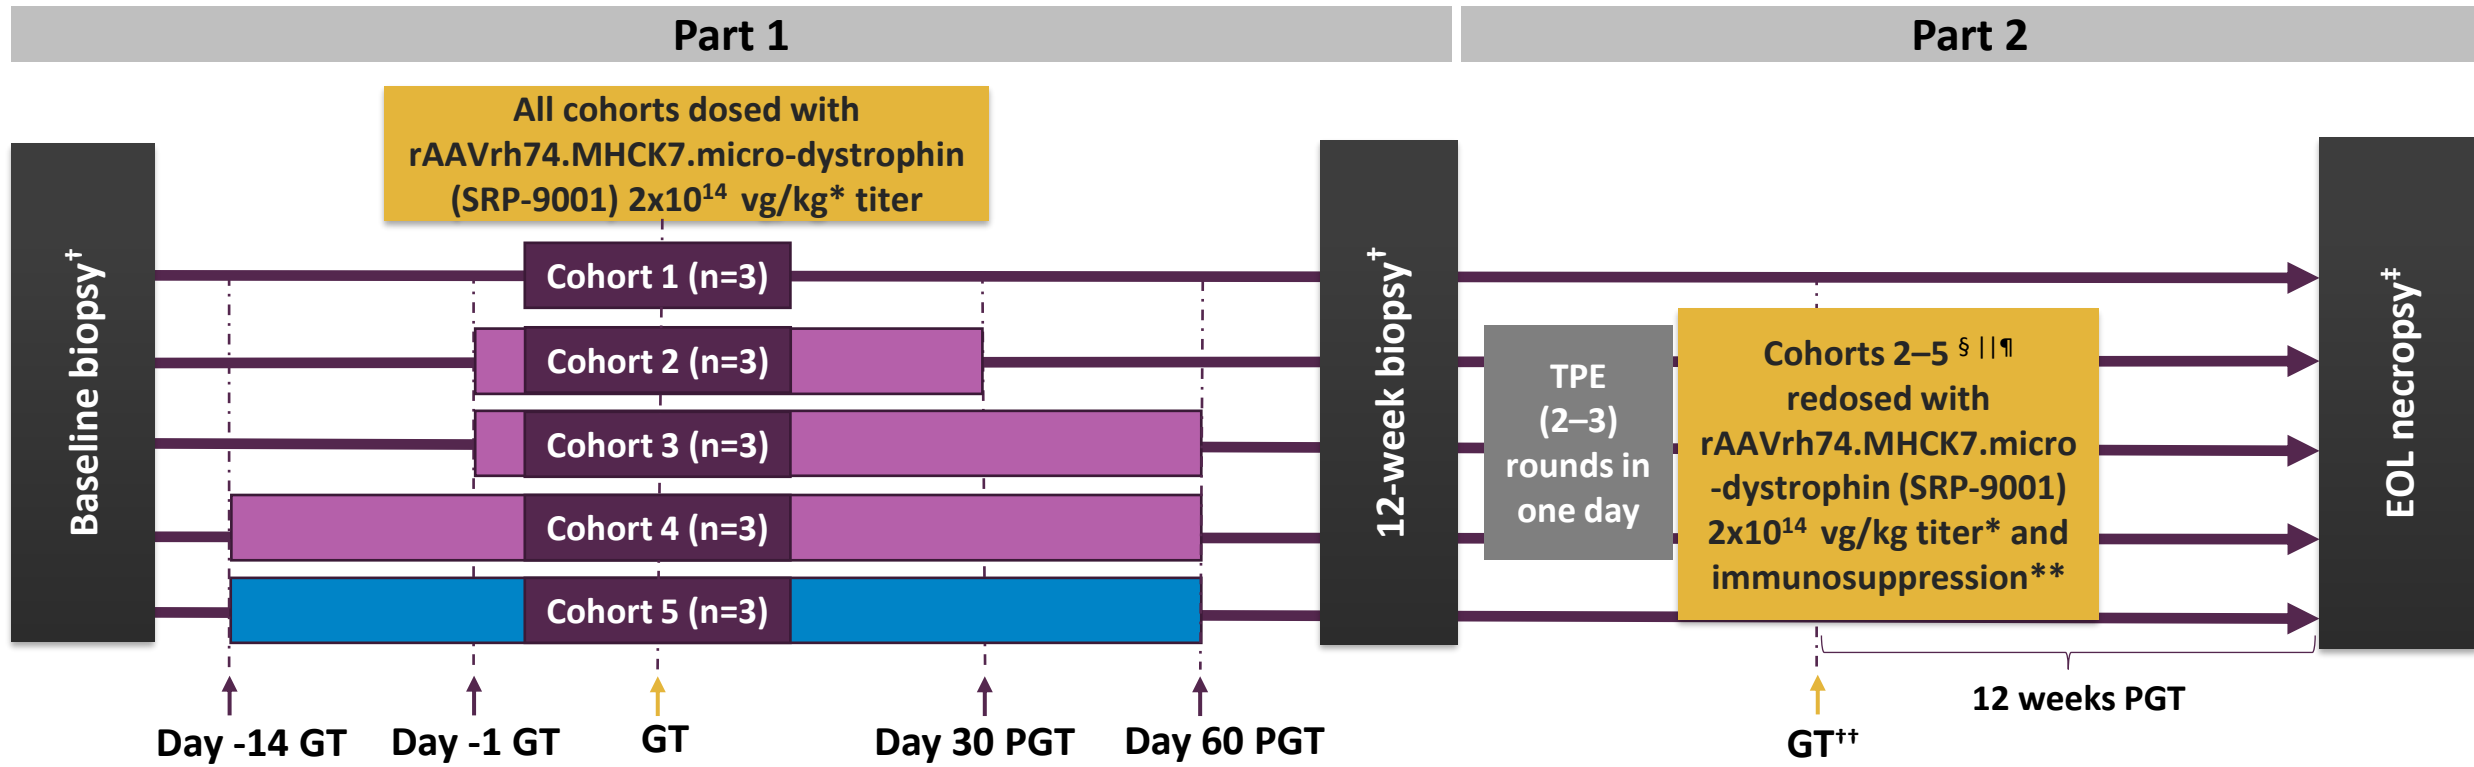 Part 1
Part 2
All cohorts dosed with
rAAVrh74.MHCK7.micro-dystrophin
(SRP-9001) 2x10¹⁴ vg/kg* titer
Baseline biopsy†
Cohort 1 (n=3)
Cohort 2 (n=3)
Cohort 3 (n=3)
Cohort 4 (n=3)
Cohort 5 (n=3)
12-week biopsy†
TPE
(2–3)
rounds in
one day
Cohorts 2–5 § ||¶
redosed with
rAAVrh74.MHCK7.micro
-dystrophin (SRP-9001)
2x10¹⁴ vg/kg titer* and
immunosuppression**
EOL necropsy‡
Day -14 GT
Day -1 GT
GT
Day 30 PGT
Day 60 PGT
GT††
12 weeks PGT